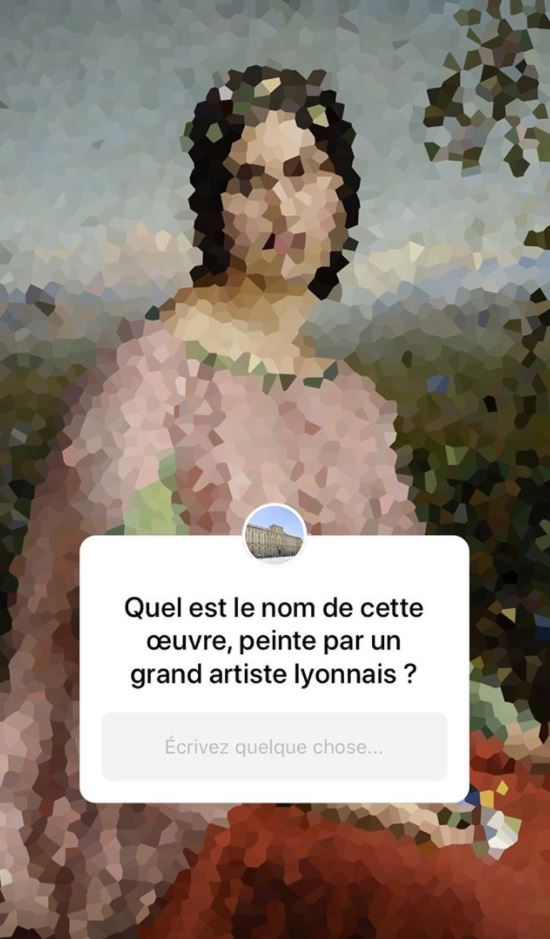 Quel est le nom de cette
œuvre, peinte par un
grand artiste lyonnais ?
Écrivez quelque chose...